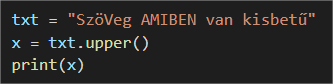 txt = "SzöVeg AMIBEN van kisbetű"
x = txt.upper()
print(x)